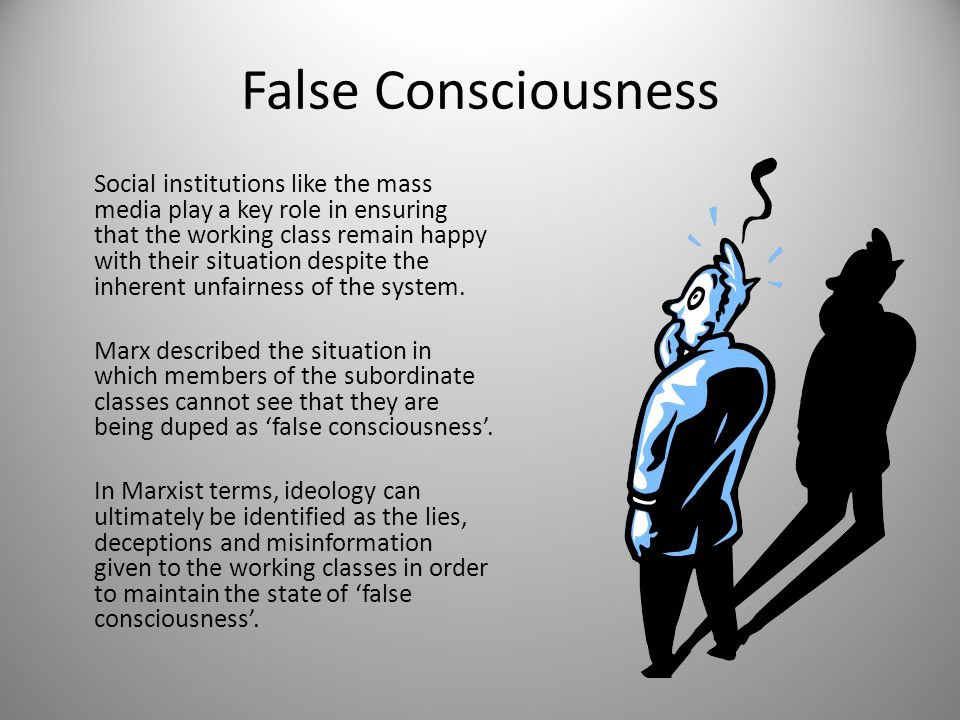 False Consciousness
Social institutions like the mass
media play a key role in ensuring
that the working class remain happy
with their situation despite the
inherent unfairness of the system.
Marx described the situation in
which members of the subordinate
classes cannot see that they are
being duped as ‘false consciousness’.
In Marxist terms, ideology can
ultimately be identified as the lies,
deceptions and misinformation
given to the working classes in order
to maintain the state of ‘false
consciousness’.